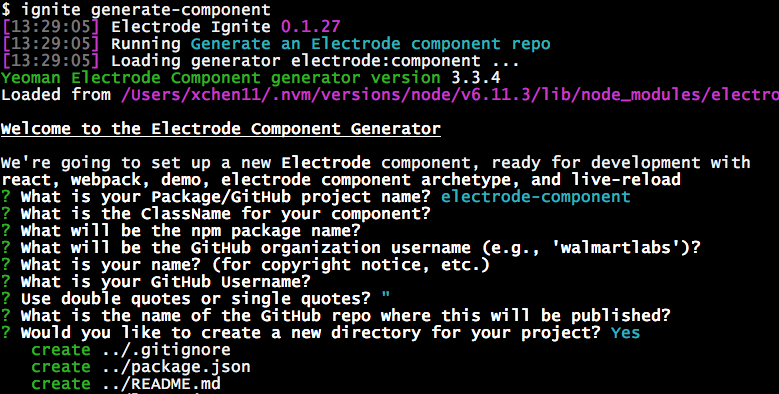 $ ignite generate-component
[13:29:05] Electrode Ignite 0.1.27
[13:29:05] Running Generate an Electrode component repo
[13:29:05] Loading generator electrode:component ...
Yeoman Electrode Component generator version 3.3.4
Loaded from /Users/xchen11/.nvm/versions/node/v6.11.3/lib/node_modules/electro
Welcome to the Electrode Component Generator
We're going to set up a new Electrode component, ready for development with
react, webpack, demo, electrode component archetype, and live-reload
? What is your Package/GitHub project name? electrode-component
? What is the ClassName for your component?
? What will be the npm package name?
? What will be the GitHub organization username (e.g., 'walmartlabs')?
? What is your name? (for copyright notice, etc.)
? What is your GitHub Username?
? Use double quotes or single quotes? "
? What is the name of the GitHub repo where this will be published?
? Would you like to create a new directory for your project? Yes
create ../.gitignore
create ../package.json
create ../README.md